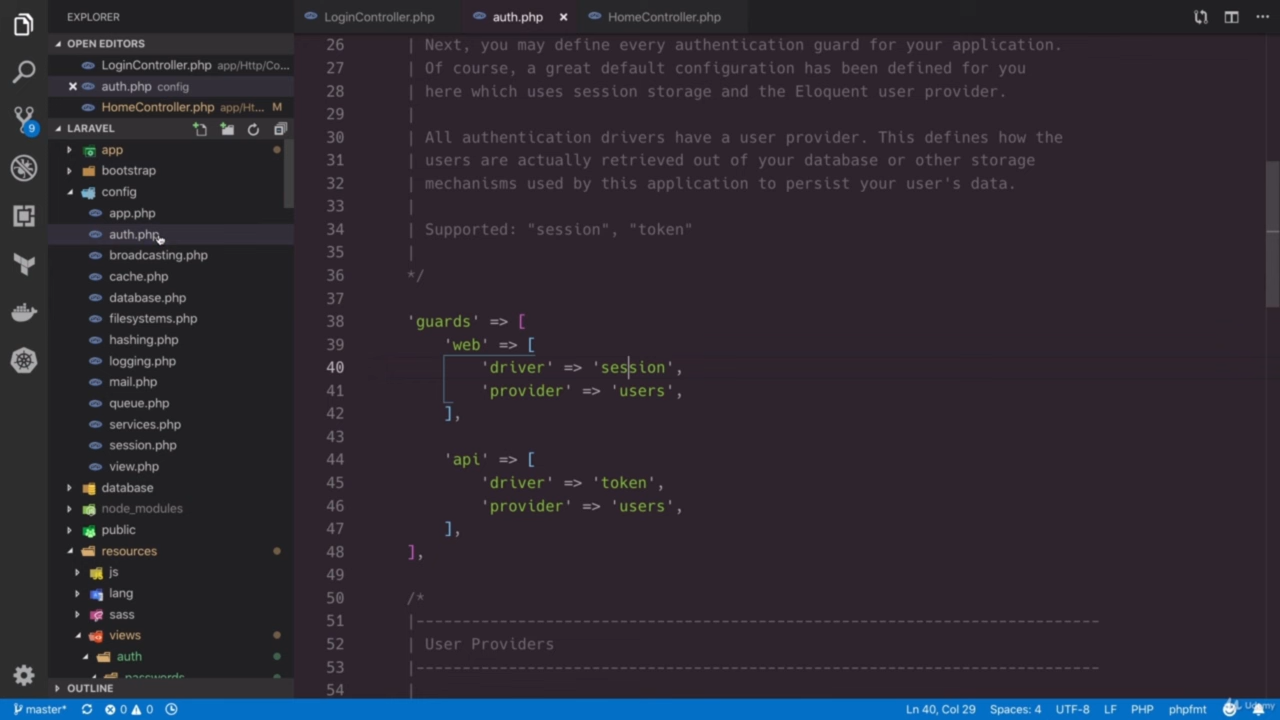 EXPLORER
OPEN EDITORS
LoginController.php app/Http/Co...
auth.php config
HomeController.php app/Ht... M
9
LARAVEL
app
bootstrap
config
app.php
auth.php
broadcasting.php
cache.php
database.php
filesystems.php
hashing.php
logging.php
mail.php
queue.php
services.php
session.php
view.php
database
node_modules
public
resources
js
lang
sass
views
auth
passwords
OUTLINE
LoginController.php auth.php HomeController.php
26 | Next, you may define every authentication guard for your application.
27 | Of course, a great default configuration has been defined for you
28 | here which uses session storage and the Eloquent user provider.
29 |
30 | All authentication drivers have a user provider. This defines how the
31 | users are actually retrieved out of your database or other storage
32 | mechanisms used by this application to persist your user's data.
33 |
34 | Supported: "session", "token"
35 |
36 */
37
38 'guards' => [
39 'web' => [
40 'driver' => 'session',
41 'provider' => 'users',
42 ],
43
44 'api' => [
45 'driver' => 'token',
46 'provider' => 'users',
47 ],
48 ],
49
50 /*
51 |--------------------------------------------------------------------------
52 | User Providers
53 |--------------------------------------------------------------------------
54 |
master* 0 0 Ln 40, Col 29 Spaces: 4 UTF-8 LF PHP phpfmt
Udemy